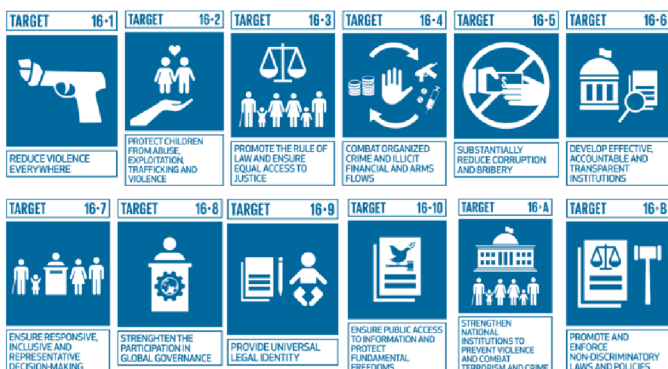 TARGET 16·1
TARGET 16·2
TARGET 16·3
TARGET 16·4
TARGET 16·5
TARGET 16·6
REDUCE VIOLENCE
EVERYWHERE
PROTECT CHILDREN
FROM ABUSE,
EXPLOITATION,
TRAFFICKING AND
VIOLENCE
PROMOTE THE RULE OF
LAW AND ENSURE
EQUAL ACCESS TO
JUSTICE
COMBAT ORGANIZED
CRIME AND ILLICIT
FINANCIAL AND ARMS
FLOWS
SUBSTANTIALLY
REDUCE CORRUPTION
AND BRIBERY
DEVELOP EFFECTIVE,
ACCOUNTABLE AND
TRANSPARENT
INSTITUTIONS
TARGET 16·7
TARGET 16·8
TARGET 16·9
TARGET 16·10
TARGET 16·A
TARGET 16·B
ENSURE RESPONSIVE,
INCLUSIVE AND
REPRESENTATIVE
DECISION-MAKING
STRENGHTEN THE
PARTICIPATION IN
GLOBAL GOVERNANCE
PROVIDE UNIVERSAL
LEGAL IDENTITY
ENSURE PUBLIC ACCESS
TO INFORMATION AND
PROTECT
FUNDAMENTAL
FREEDOMS
STRENGTHEN
NATIONAL
INSTITUTIONS TO
PREVENT VIOLENCE
AND COMBAT
TERRORISM AND CRIME
PROMOTE AND
ENFORCE
NON-DISCRIMINATORY
LAWS AND POLICIES